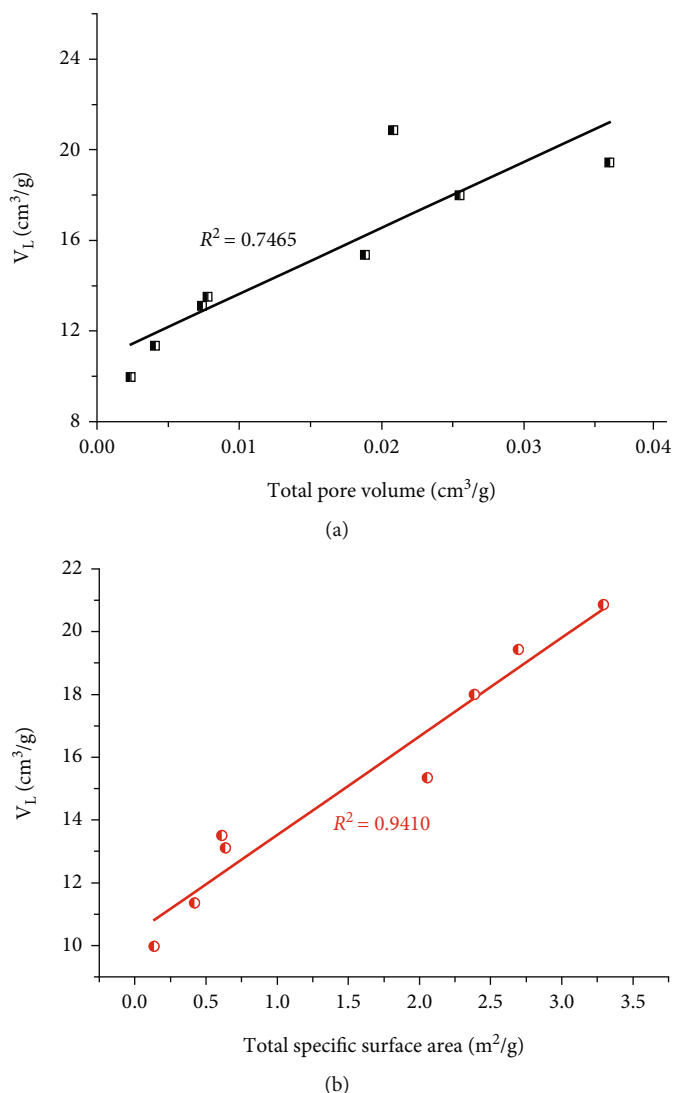 24
20
16
12
8
V_L (cm³/g)
R² = 0.7465
0.00 0.01 0.02 0.03 0.04
Total pore volume (cm³/g)
(a)
22
20
18
16
14
12
10
V_L (cm³/g)
R² = 0.9410
0.0 0.5 1.0 1.5 2.0 2.5 3.0 3.5
Total specific surface area (m²/g)
(b)